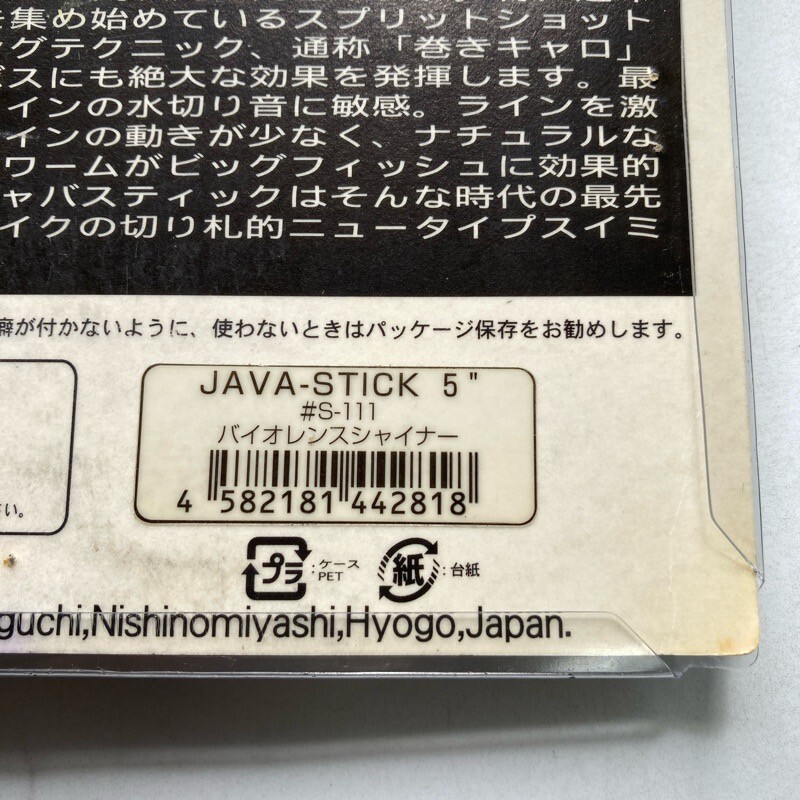 を集め始めているスプリットショット
ングテクニック、通称「巻きキャロ」
ビスにも絶大な効果を発揮します。最
ラインの水切り音に敏感。ラインを激
インの動きが少なく、ナチュラルな
ワームがビッグフィッシュに効果的
ャバスティックはそんな時代の最先
イクの切り札的ニュータイプスイミ
癖が付かないように、使わないときはパッケージ保存をお勧めします。
JAVA-STICK 5"
#S-111
バイオレンスシャイナー
4 582181 442818
さい。
プラ :ケース PET 紙 :台紙
guchi,Nishinomiyashi,Hyogo,Japan.